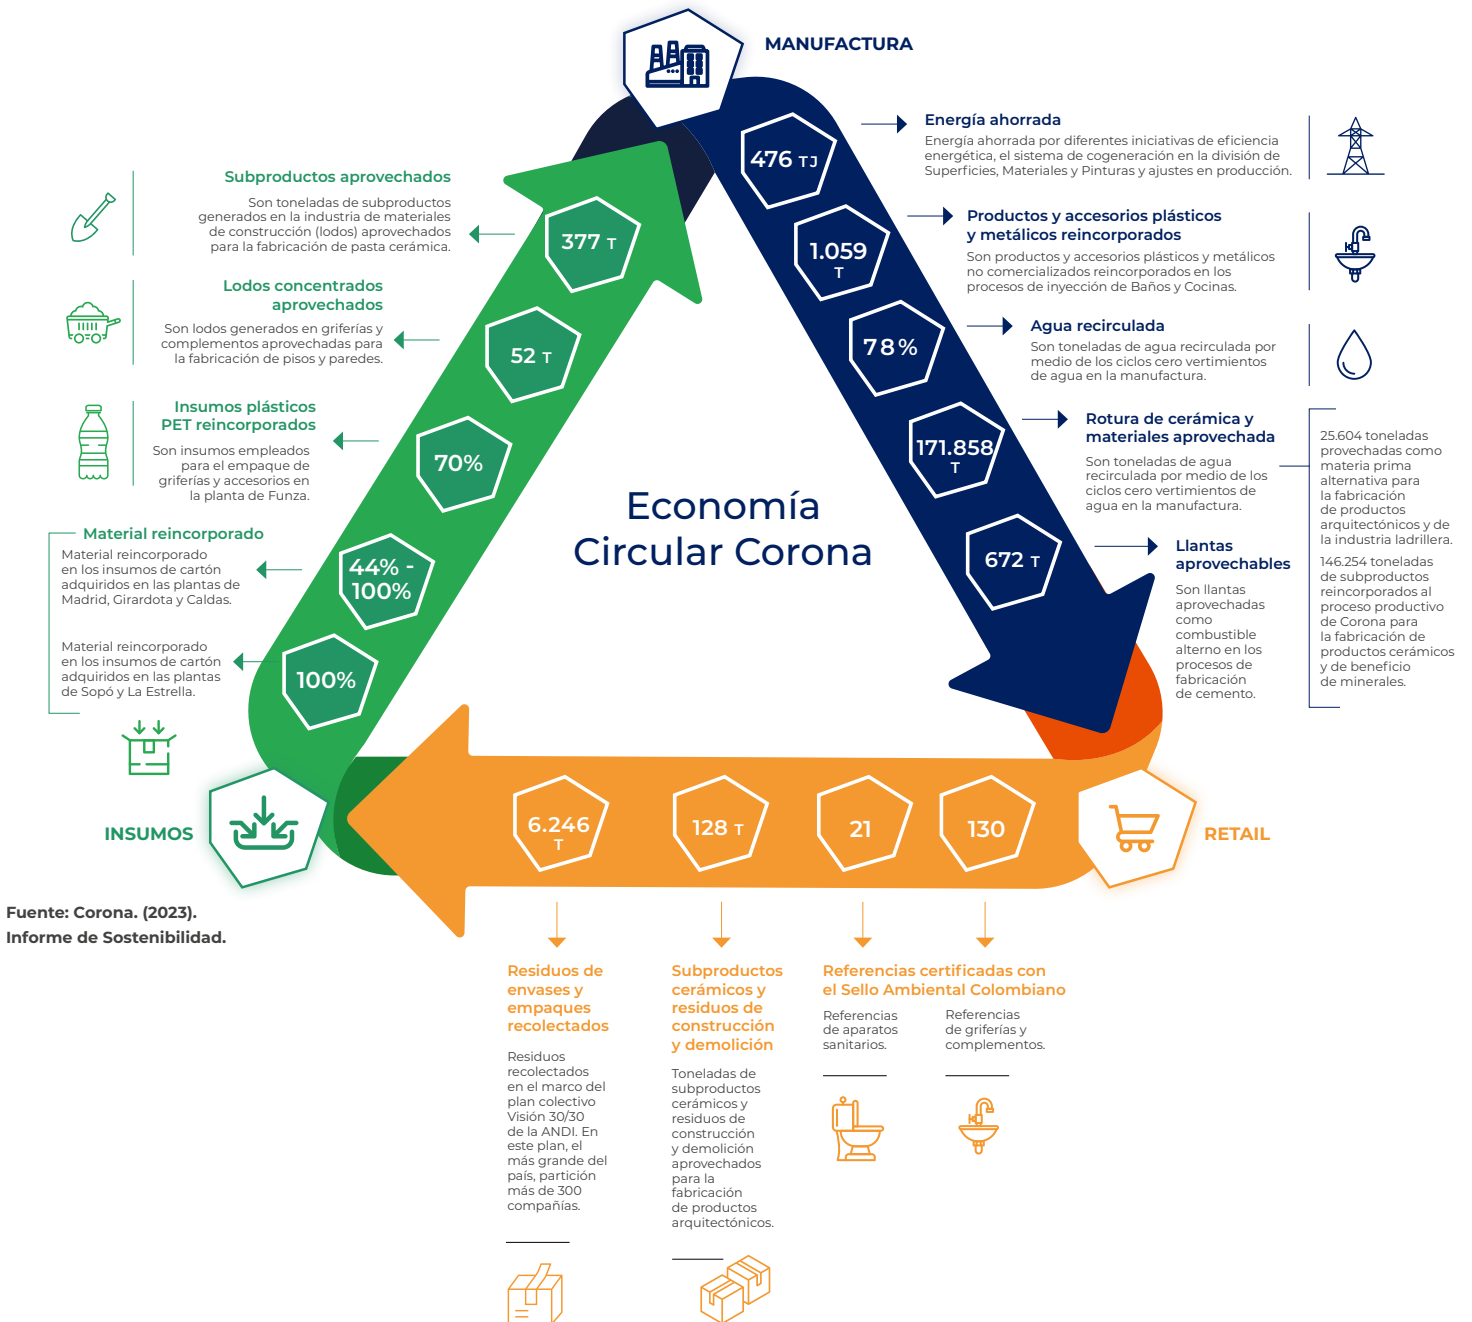 MANUFACTURA
476 TJ
Energía ahorrada
Energía ahorrada por diferentes iniciativas de eficiencia
energética, el sistema de cogeneración en la división de
Superficies, Materiales y Pinturas y ajustes en producción.
1.059
T
Productos y accesorios plásticos
y metálicos reincorporados
Son productos y accesorios plásticos y metálicos
no comercializados reincorporados en los
procesos de inyección de Baños y Cocinas.
78%
Agua recirculada
Son toneladas de agua recirculada por
medio de los ciclos cero vertimientos
de agua en la manufactura.
171.858
T
Rotura de cerámica y
materiales aprovechada
Son toneladas de agua
recirculada por medio de los
ciclos cero vertimientos de
agua en la manufactura.
25.604 toneladas
provechadas como
materia prima
alternativa para
la fabricación
de productos
arquitectónicos y de
la industria ladrillera.
146.254 toneladas
de subproductos
reincorporados al
proceso productivo
de Corona para
la fabricación de
productos cerámicos
y de beneficio
de minerales.
672 T
Llantas
aprovechables
Son llantas
aprovechadas
como
combustible
alterno en los
procesos de
fabricación
de cemento.
Subproductos aprovechados
Son toneladas de subproductos
generados en la industria de materiales
de construcción (lodos) aprovechados
para la fabricación de pasta cerámica.
377 T
Lodos concentrados
aprovechados
Son lodos generados en griferías y
complementos aprovechadas para
la fabricación de pisos y paredes.
52 T
Insumos plásticos
PET reincorporados
Son insumos empleados
para el empaque de
griferías y accesorios en
la planta de Funza.
70%
Material reincorporado
Material reincorporado
en los insumos de cartón
adquiridos en las plantas de
Madrid, Girardota y Caldas.
44% -
100%
Material reincorporado
en los insumos de cartón
adquiridos en las plantas
de Sopó y La Estrella.
100%
Economía
Circular Corona
INSUMOS
RETAIL
6.246
T
128 T
21
130
Fuente: Corona. (2023).
Informe de Sostenibilidad.
Residuos de
envases y
empaques
recolectados
Residuos
recolectados
en el marco del
plan colectivo
Visión 30/30
de la ANDI. En
este plan, el
más grande del
país, partición
más de 300
compañías.
Subproductos
cerámicos y
residuos de
construcción
y demolición
Toneladas de
subproductos
cerámicos y
residuos de
construcción
y demolición
aprovechados
para la
fabricación
de productos
arquitectónicos.
Referencias certificadas con
el Sello Ambiental Colombiano
Referencias
de aparatos
sanitarios.
Referencias
de griferías y
complementos.